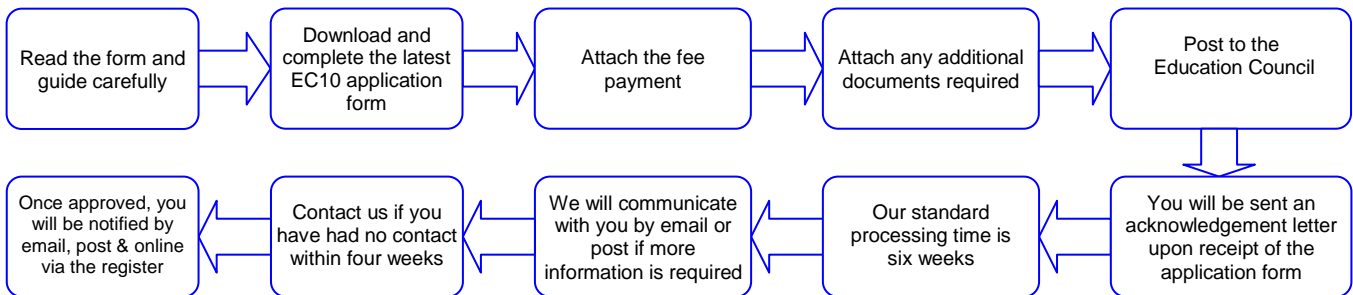 Read the form and
guide carefully
Download and
complete the latest
EC10 application
form
Attach the fee
payment
Attach any additional
documents required
Post to the
Education Council
You will be sent an
acknowledgement letter
upon receipt of the
application form
Our standard
processing time is
six weeks
We will communicate
with you by email or
post if more
information is required
Contact us if you
have had no contact
within four weeks
Once approved, you
will be notified by
email, post & online
via the register